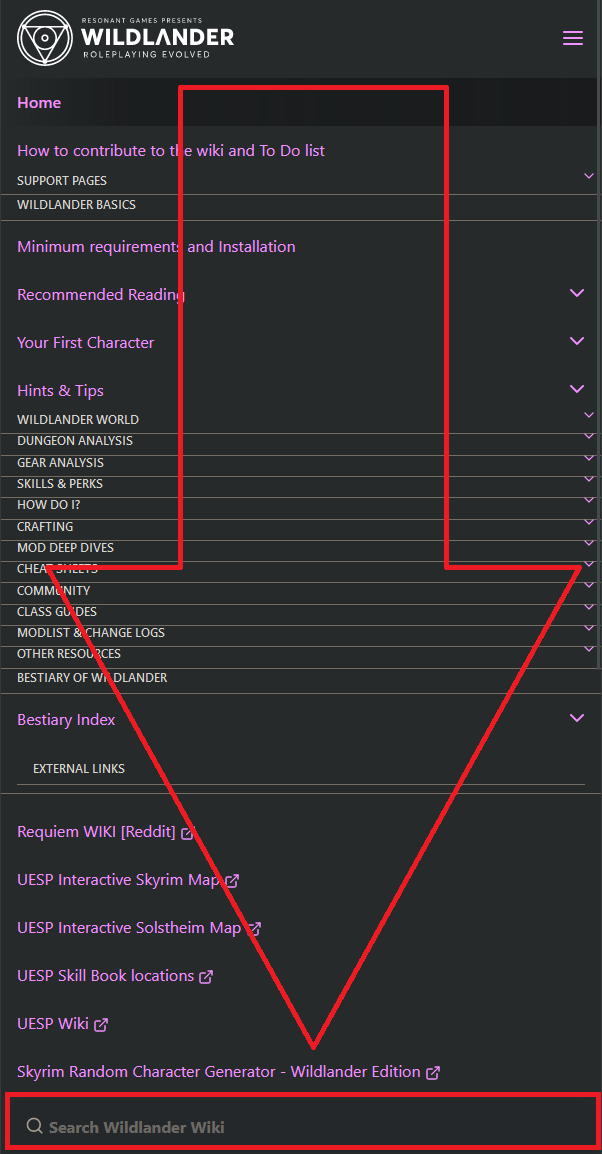 RESONANT GAMES PRESENTS
WILDLANDER
ROLEPLAYING EVOLVED
Home
How to contribute to the wiki and To Do list
SUPPORT PAGES
WILDLANDER BASICS
Minimum requirements and Installation
Recommended Reading
Your First Character
Hints & Tips
WILDLANDER WORLD
DUNGEON ANALYSIS
GEAR ANALYSIS
SKILLS & PERKS
HOW DO I?
CRAFTING
MOD DEEP DIVES
CHEAT SHEETS
COMMUNITY
CLASS GUIDES
MODLIST & CHANGE LOGS
OTHER RESOURCES
BESTIARY OF WILDLANDER
Bestiary Index
EXTERNAL LINKS
Requiem WIKI [Reddit]
UESP Interactive Skyrim Map
UESP Interactive Solstheim Map
UESP Skill Book locations
UESP Wiki
Skyrim Random Character Generator - Wildlander Edition
Search Wildlander Wiki